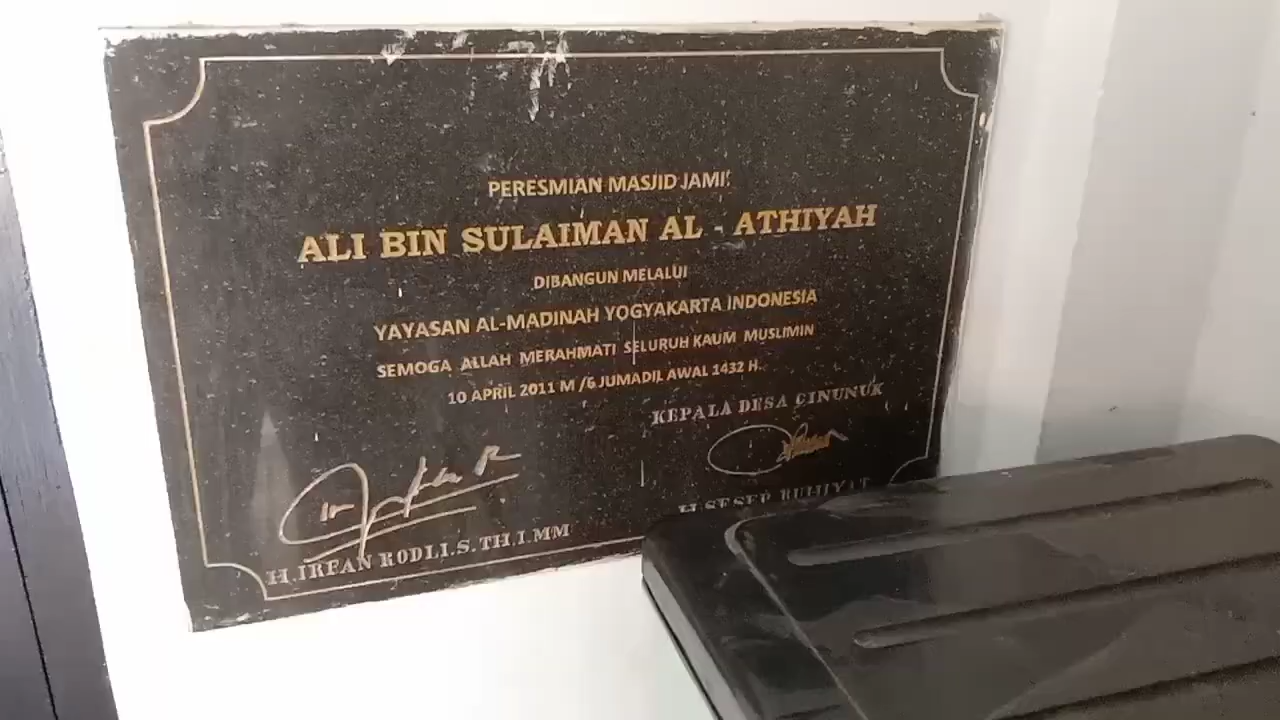 PERESMIAN MASJID JAMI'
ALI BIN SULAIMAN AL - ATHIYAH
DIBANGUN MELALUI
YAYASAN AL-MADINAH YOGYAKARTA INDONESIA
SEMOGA ALLAH MERAHMATI SELURUH KAUM MUSLIMIN
10 APRIL 2011 M /6 JUMADIL AWAL 1432 H.
KEPALA DESA CINUNUK
H.IRFAN RODLI.S.TH.I.MM
H.SESEP RUHIYAT